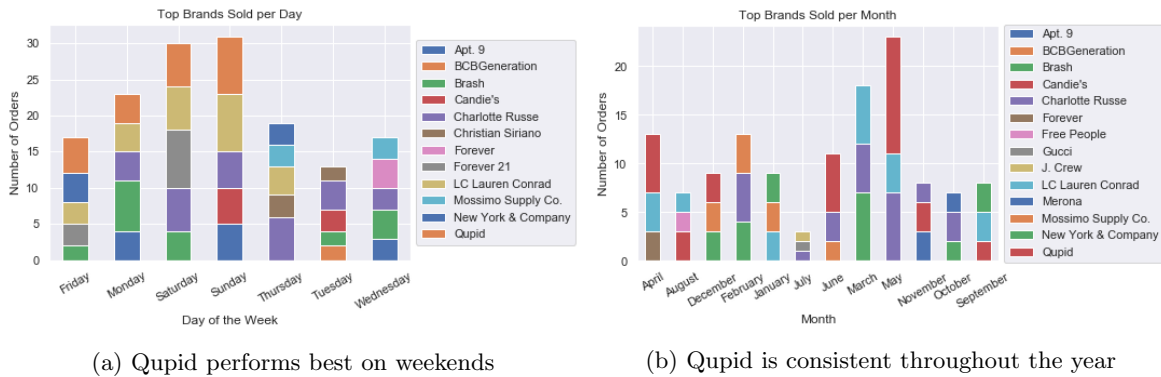 Top Brands Sold per Day
Number of Orders
30
25
20
15
10
5
0
Friday
Monday
Saturday
Sunday
Thursday
Tuesday
Wednesday
Day of the Week
Apt. 9
BCBGeneration
Brash
Candie's
Charlotte Russe
Christian Siriano
Forever
Forever 21
LC Lauren Conrad
Mossimo Supply Co.
New York & Company
Qupid
(a) Qupid performs best on weekends
Top Brands Sold per Month
Number of Orders
20
15
10
5
0
April
August
December
February
January
July
June
March
May
November
October
September
Month
Apt. 9
BCBGeneration
Brash
Candie's
Charlotte Russe
Forever
Free People
Gucci
J. Crew
LC Lauren Conrad
Merona
Mossimo Supply Co.
New York & Company
Qupid
(b) Qupid is consistent throughout the year